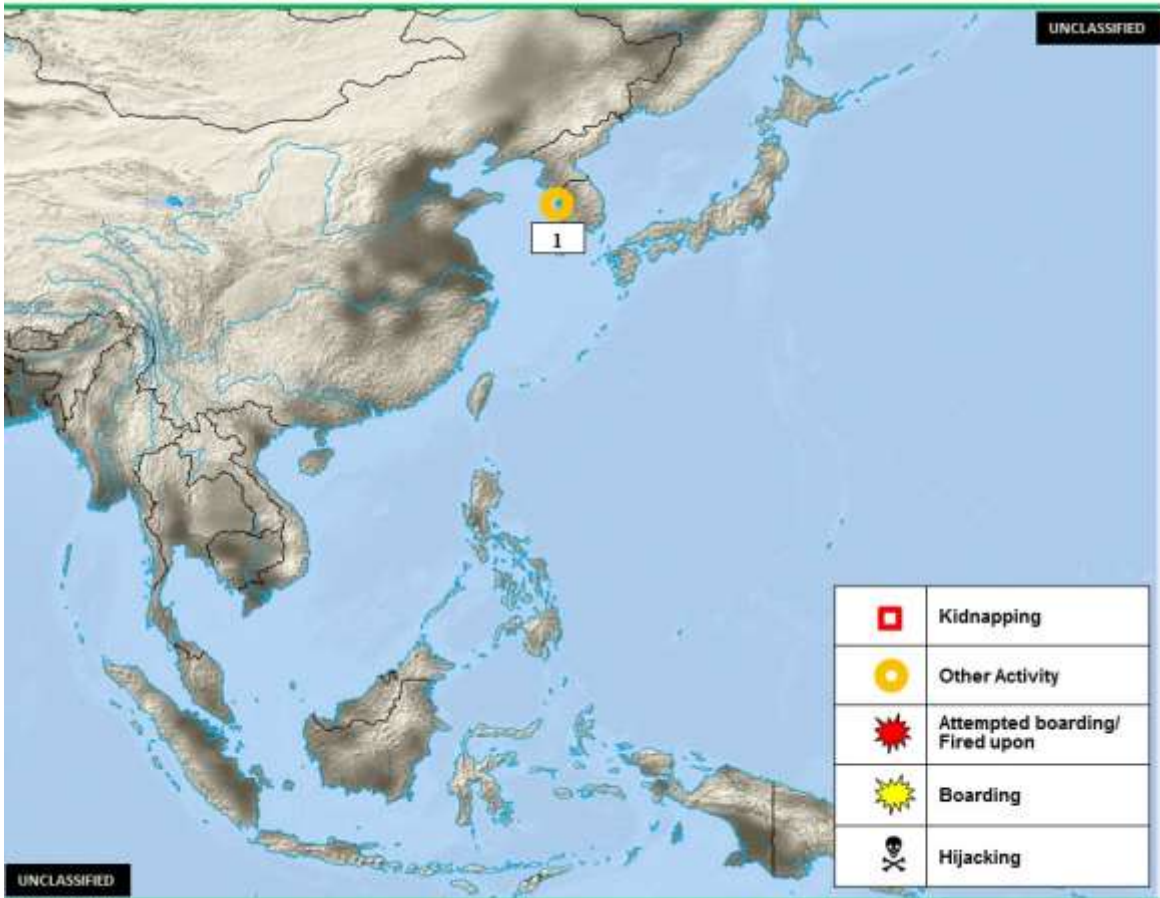 UNCLASSIFIED
1
Kidnapping
Other Activity
Attempted boarding/
Fired upon
Boarding
Hijacking
UNCLASSIFIED